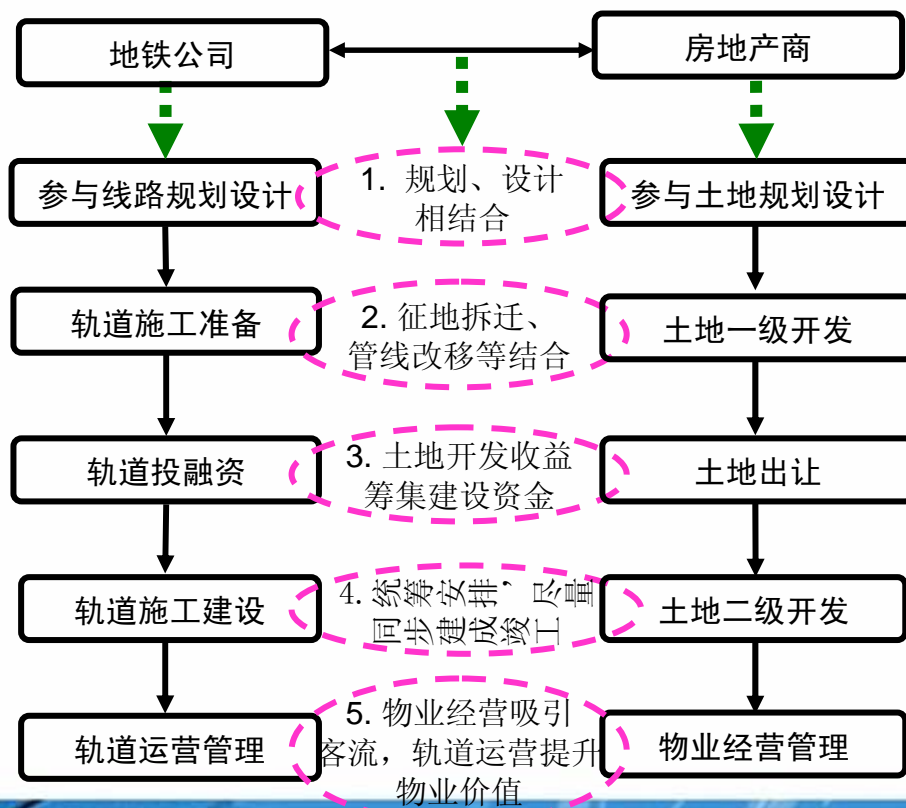 地铁公司
房地产商
参与线路规划设计
1. 规划、设计
相结合
参与土地规划设计
轨道施工准备
2. 征地拆迁、
管线改移等结合
土地一级开发
轨道投融资
3. 土地开发收益
筹集建设资金
土地出让
轨道施工建设
4. 统筹安排，尽量
同步建成竣工
土地二级开发
轨道运营管理
5. 物业经营吸引
客流，轨道运营提升
物业价值
物业经营管理